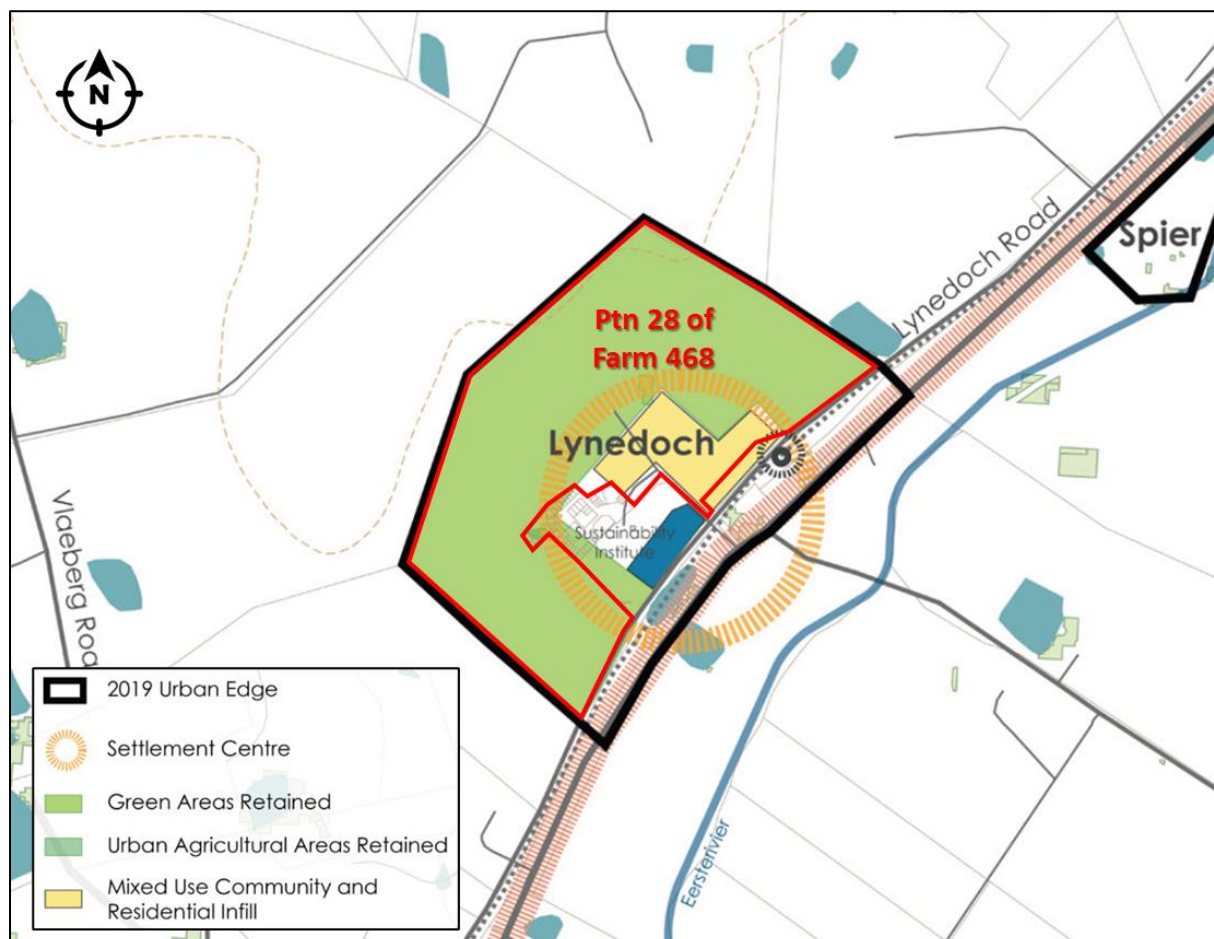 N
Ptn 28 of
Farm 468
Lynedoch Road
Spier
Lynedoch
Sustainability
Institute
Vlaeberg Roa
Eersterivier
2019 Urban Edge
Settlement Centre
Green Areas Retained
Urban Agricultural Areas Retained
Mixed Use Community and
Residential Infill